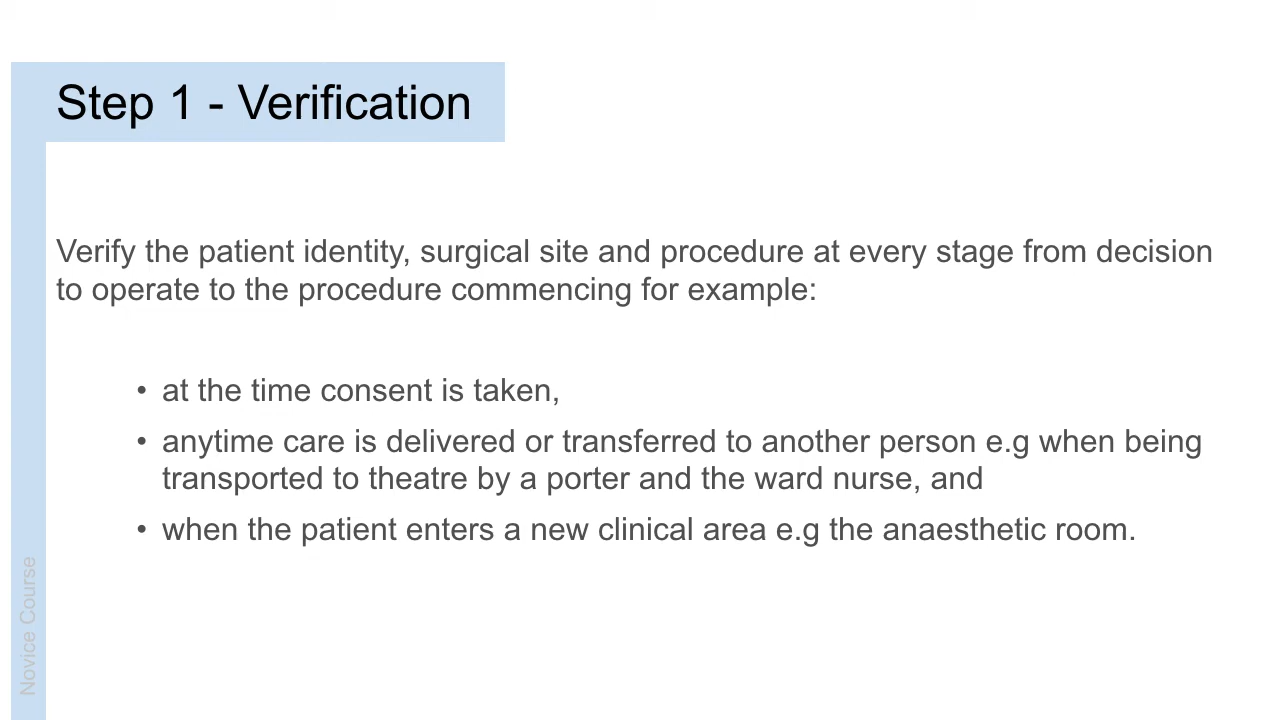 Step 1 - Verification
Verify the patient identity, surgical site and procedure at every stage from decision
to operate to the procedure commencing for example:
• at the time consent is taken,
• anytime care is delivered or transferred to another person e.g when being
transported to theatre by a porter and the ward nurse, and
• when the patient enters a new clinical area e.g the anaesthetic room.
Novice Course